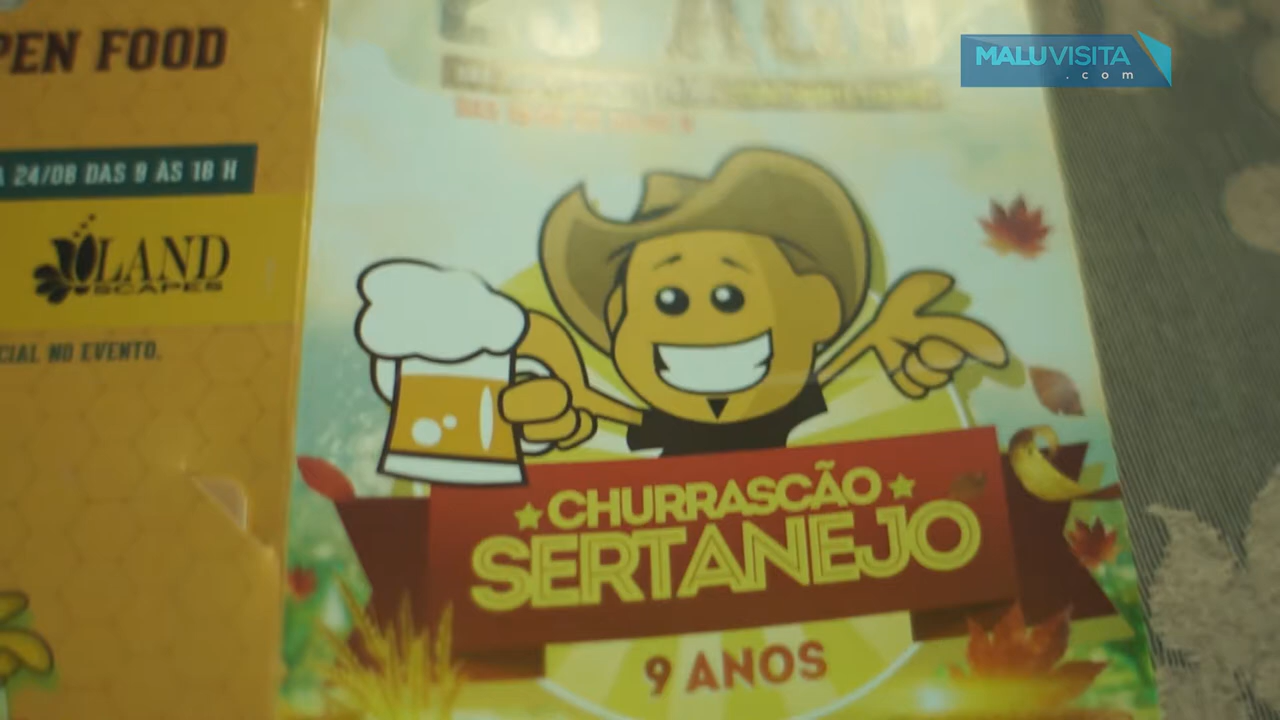 PEN FOOD
A 24/08 DAS 9 ÀS 18 H
LAND
SCAPES
CIAL NO EVENTO.
MALUVISITA
.com
CHURRASCÃO
SERTANEJO
9 ANOS